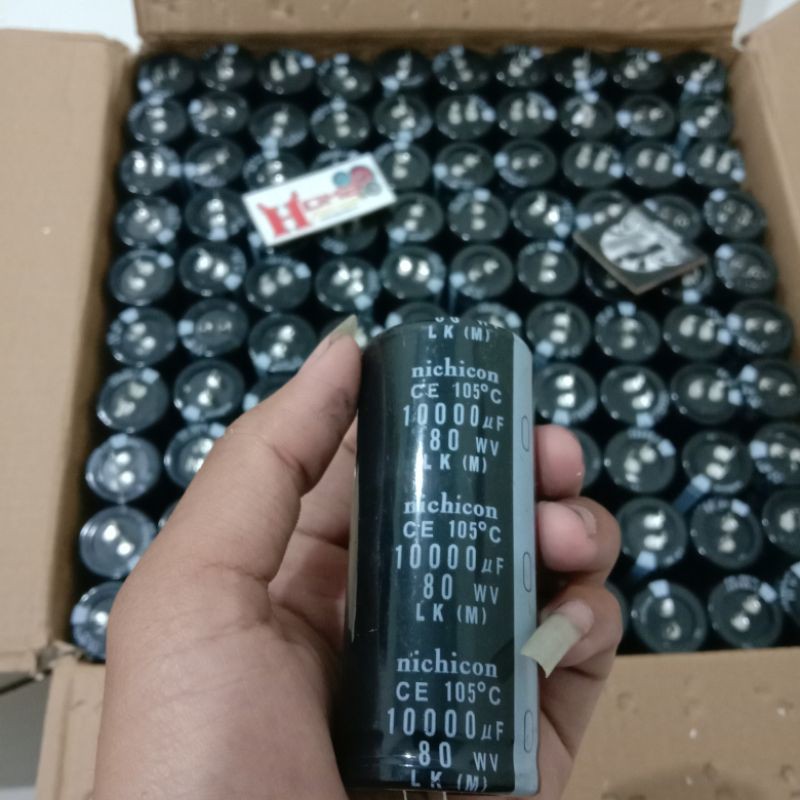 LK (M)
nichicon
CE 105°C
10000µF
80 WV
LK (M)
nichicon
CE 105°C
10000µF
80 WV
LK (M)
nichicon
CE 105°C
10000µF
80 WV
LK (M)